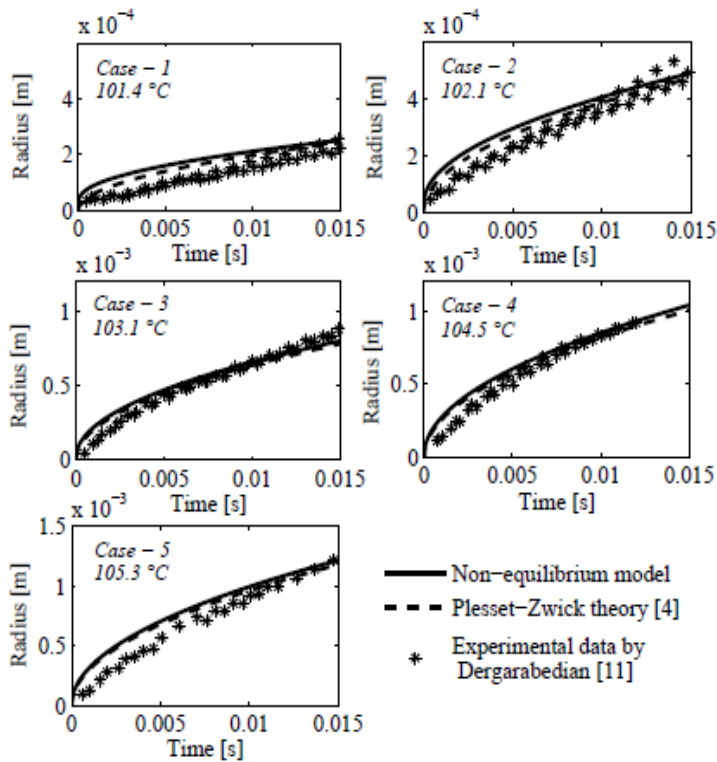 x 10−4
Case − 1
101.4 °C
Radius [m]
4
2
0
0
0.005
0.01
0.015
Time [s]
x 10−4
Case − 2
102.1 °C
Radius [m]
4
2
0
0
0.005
0.01
0.015
Time [s]
x 10−3
Case − 3
103.1 °C
Radius [m]
1
0.5
0
0
0.005
0.01
0.015
Time [s]
x 10−3
Case − 4
104.5 °C
Radius [m]
1
0.5
0
0
0.005
0.01
0.015
Time [s]
x 10−3
Case − 5
105.3 °C
Radius [m]
1.5
1
0.5
0
0
0.005
0.01
0.015
Time [s]
Non−equilibrium model
Plesset−Zwick theory [4]
Experimental data by
Dergarabedian [11]